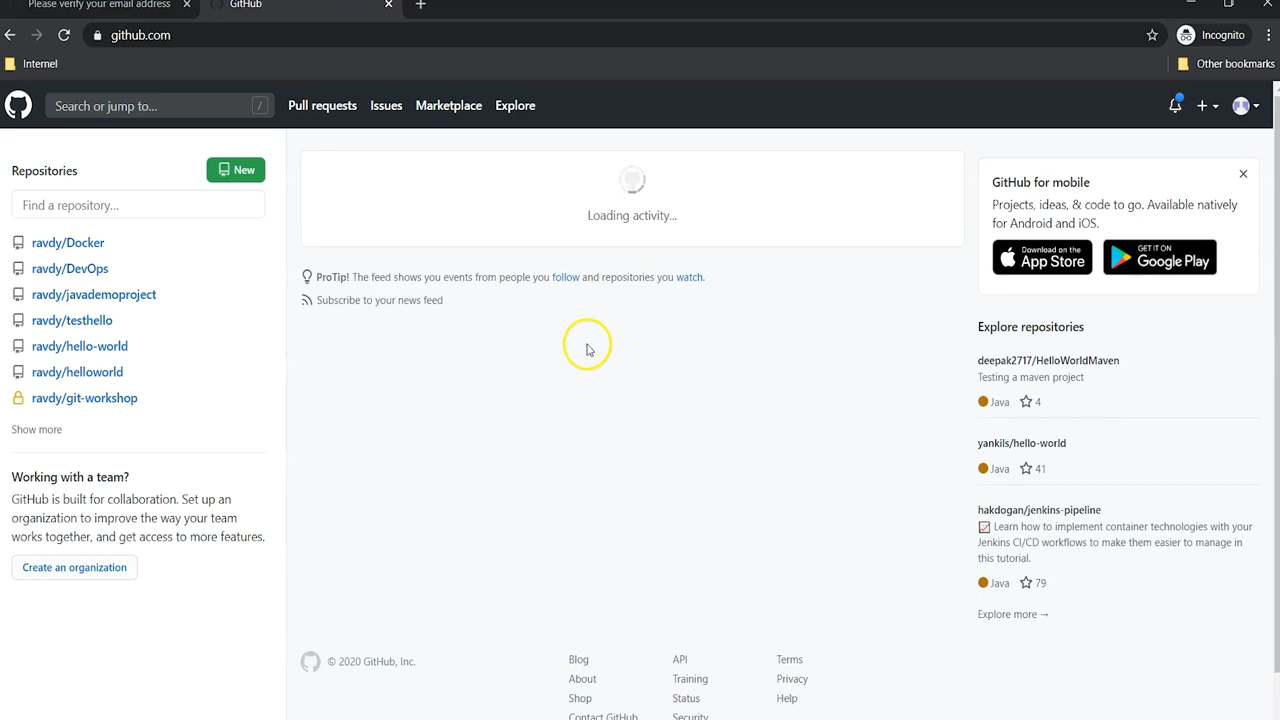 Please verify your email address
GitHub
github.com
Incognito
Internel
Other bookmarks
Search or jump to...
/
Pull requests
Issues
Marketplace
Explore
Repositories
New
Find a repository...
ravdy/Docker
ravdy/DevOps
ravdy/javademoproject
ravdy/testhello
ravdy/hello-world
ravdy/helloworld
ravdy/git-workshop
Show more
Working with a team?
GitHub is built for collaboration. Set up an
organization to improve the way your team
works together, and get access to more features.
Create an organization
Loading activity...
ProTip! The feed shows you events from people you follow and repositories you watch.
Subscribe to your news feed
GitHub for mobile
Projects, ideas, & code to go. Available natively
for Android and iOS.
Download on the
App Store
GET IT ON
Google Play
Explore repositories
deepak2717/HelloWorldMaven
Testing a maven project
Java 4
yankils/hello-world
Java 41
hakdogan/jenkins-pipeline
Learn how to implement container technologies with your
Jenkins CI/CD workflows to make them easier to manage in
this tutorial.
Java 79
Explore more →
© 2020 GitHub, Inc.
Blog
About
Shop
Contact GitHub
API
Training
Status
Security
Terms
Privacy
Help